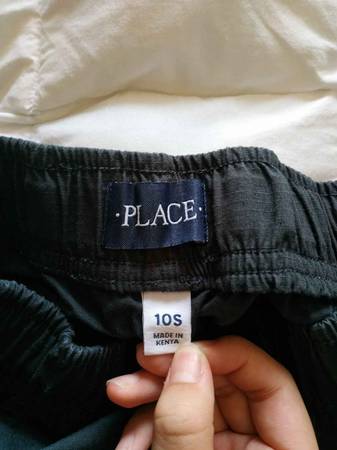 ·PLACE·
10S
MADE IN
KENYA